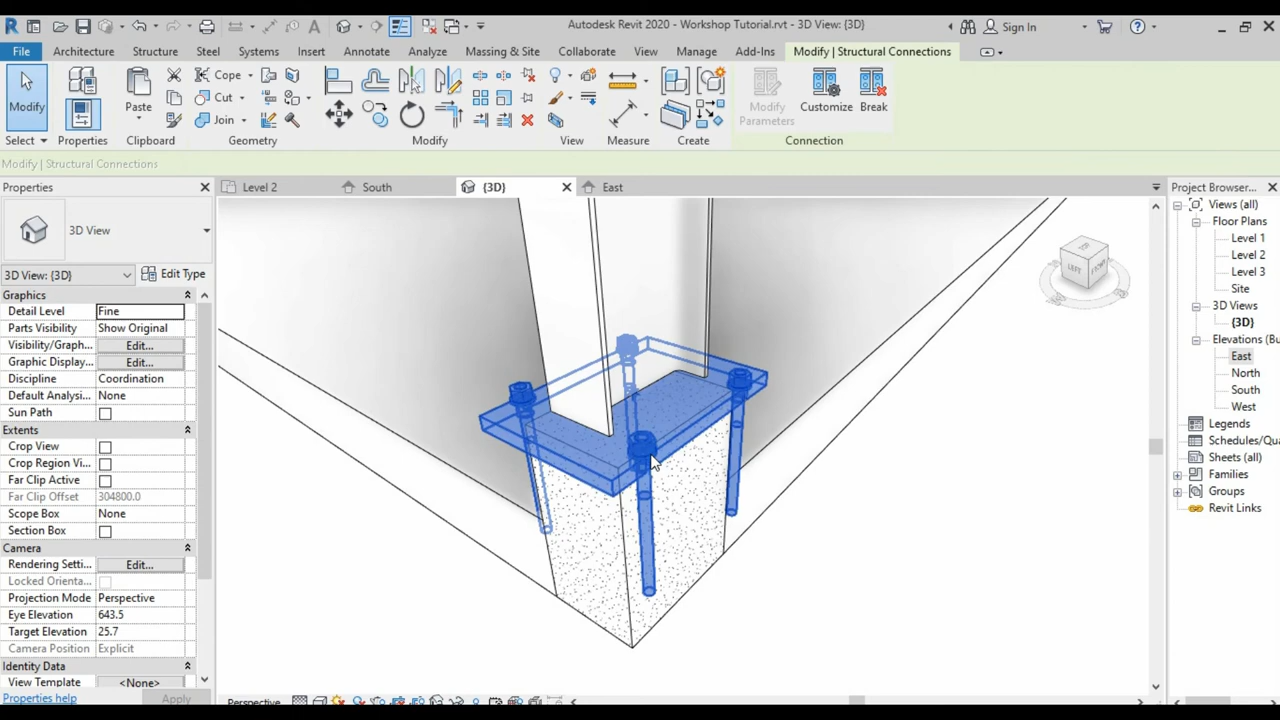 Autodesk Revit 2020 - Workshop Tutorial.rvt - 3D View: {3D}
Sign In
File
Architecture
Structure
Steel
Systems
Insert
Annotate
Analyze
Massing & Site
Collaborate
View
Manage
Add-Ins
Modify | Structural Connections
Modify
Paste
Cope
Cut
Join
Modify Parameters
Customize
Break
Select
Properties
Clipboard
Geometry
Modify
View
Measure
Create
Connection
Modify | Structural Connections
Properties
Level 2
South
{3D}
East
3D View
3D View: {3D}
Edit Type
Graphics
Detail Level Fine
Parts Visibility Show Original
Visibility/Graph... Edit...
Graphic Display... Edit...
Discipline Coordination
Default Analysi... None
Sun Path
Extents
Crop View
Crop Region Vi...
Far Clip Active
Far Clip Offset 304800.0
Scope Box None
Section Box
Camera
Rendering Setti... Edit...
Locked Orienta...
Projection Mode Perspective
Eye Elevation 643.5
Target Elevation 25.7
Camera Position Explicit
Identity Data
View Template <None>
Properties help
Apply
Perspective
TOP
LEFT
FRONT
Project Browser...
Views (all)
Floor Plans
Level 1
Level 2
Level 3
Site
3D Views
{3D}
Elevations (Bu
East
North
South
West
Legends
Schedules/Qua
Sheets (all)
Families
Groups
Revit Links